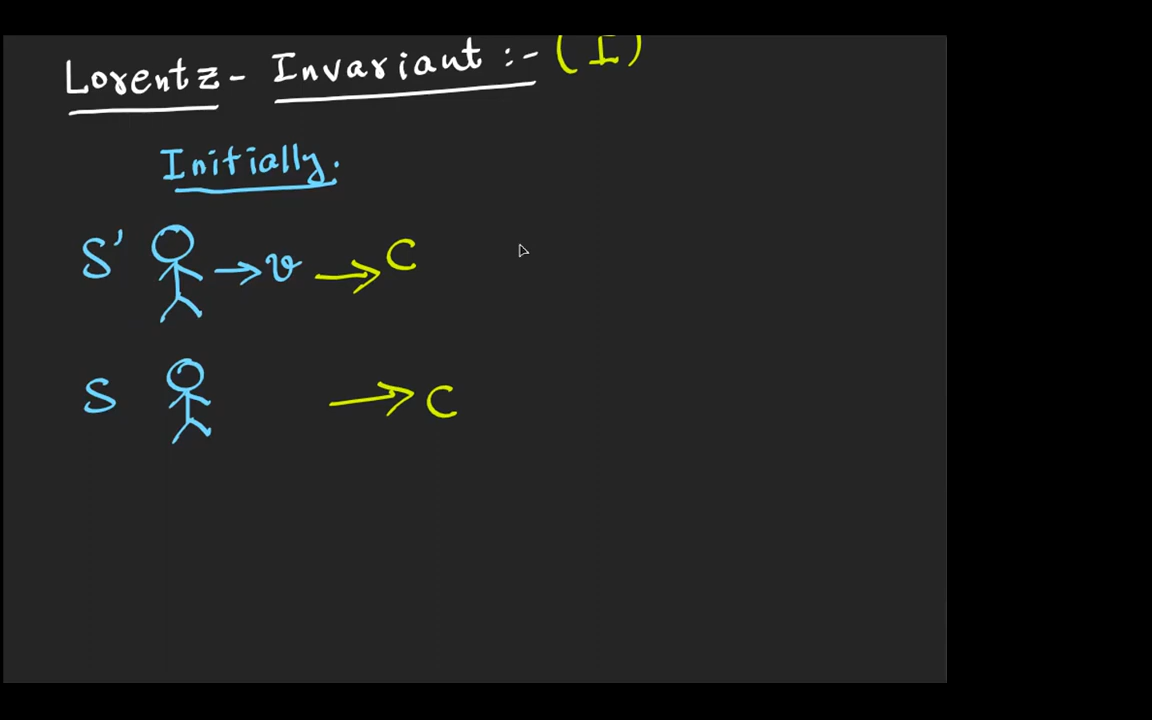 Lorentz - Invariant :- (I)
Initially.
S' → v → C
S → C